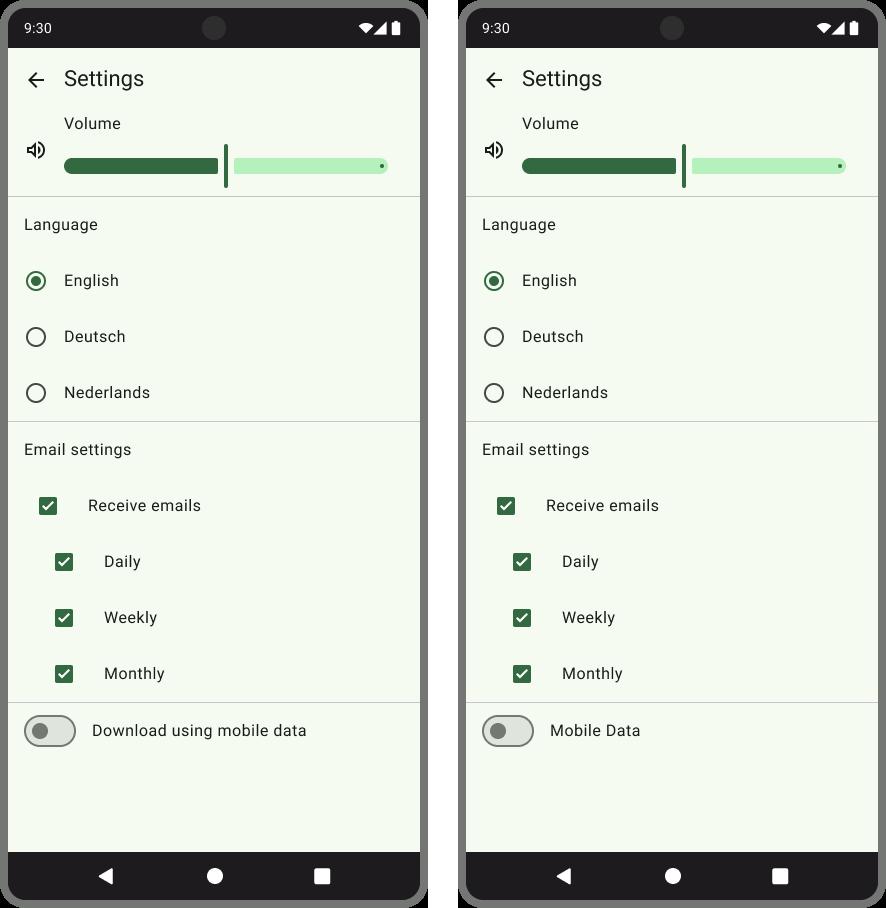 9:30
Settings
Volume
Language
English
Deutsch
Nederlands
Email settings
Receive emails
Daily
Weekly
Monthly
Download using mobile data
9:30
Settings
Volume
Language
English
Deutsch
Nederlands
Email settings
Receive emails
Daily
Weekly
Monthly
Mobile Data